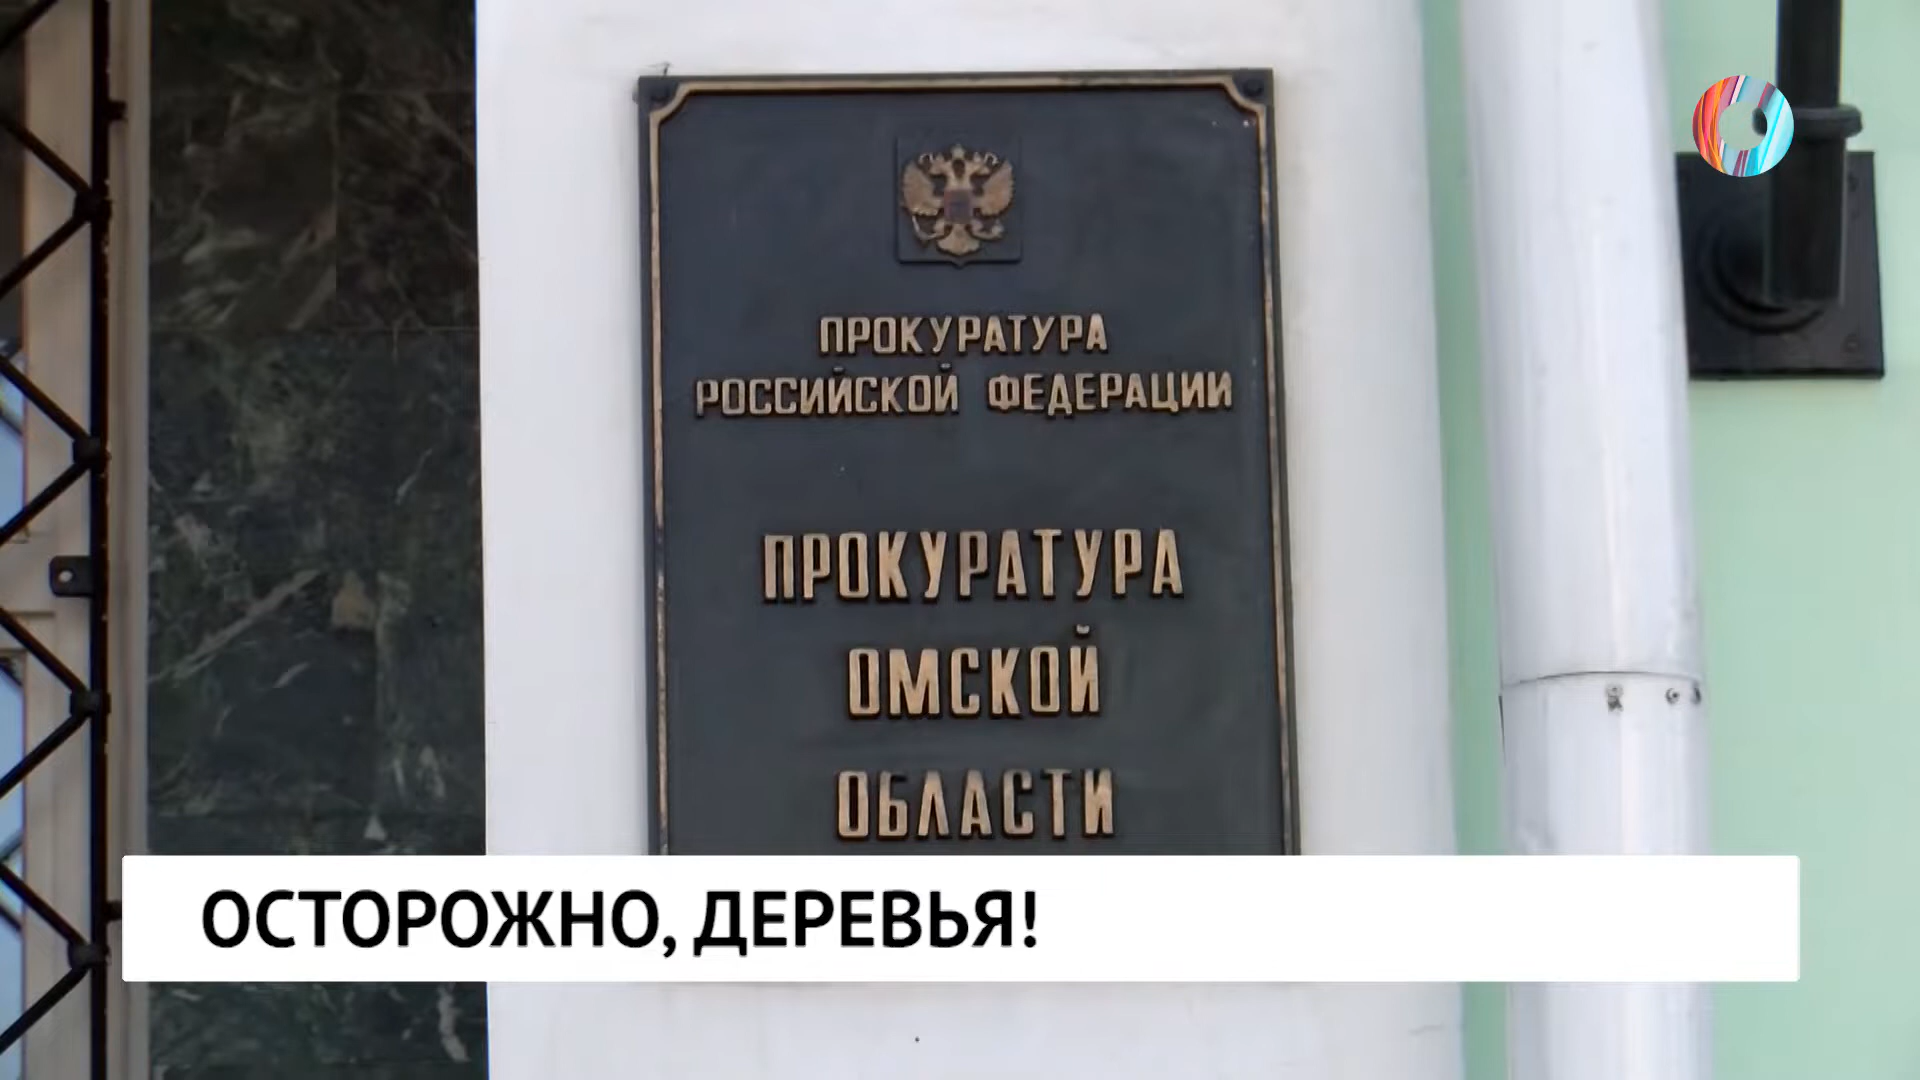 ПРОКУРАТУРА
РОССИЙСКОЙ ФЕДЕРАЦИИ
ПРОКУРАТУРА
ОМСКОЙ
ОБЛАСТИ
ОСТОРОЖНО, ДЕРЕВЬЯ!